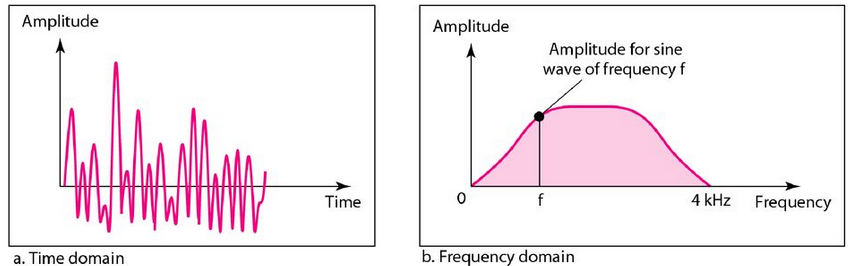 Amplitude
Time
a. Time domain
Amplitude
Amplitude for sine
wave of frequency f
0
f
4 kHz
Frequency
b. Frequency domain